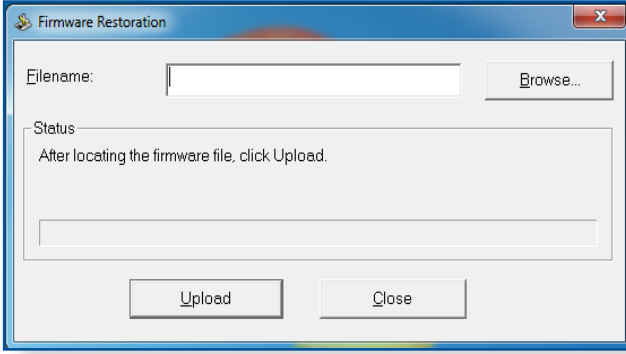 Firmware Restoration
Filename:
Browse...
Status
After locating the firmware file, click Upload.
Upload
Close